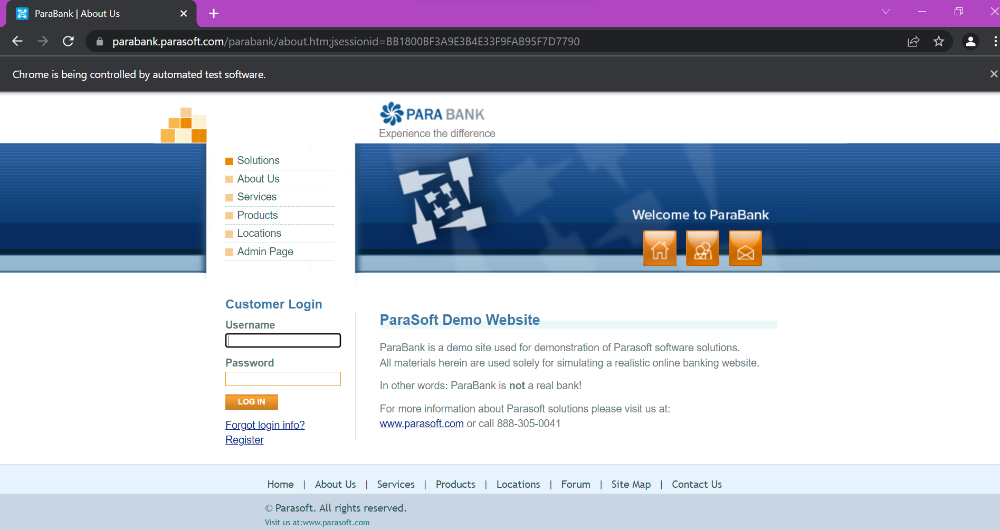 ParaBank | About Us
parabank.parasoft.com/parabank/about.htm;jsessionid=BB1800BF3A9E3B4E33F9FAB95F7D7790
Chrome is being controlled by automated test software.
PARA BANK
Experience the difference
Solutions
About Us
Services
Products
Locations
Admin Page
Welcome to ParaBank
Customer Login
Username
Password
LOG IN
Forgot login info?
Register
ParaSoft Demo Website
ParaBank is a demo site used for demonstration of Parasoft software solutions.
All materials herein are used solely for simulating a realistic online banking website.
In other words: ParaBank is not a real bank!
For more information about Parasoft solutions please visit us at:
www.parasoft.com or call 888-305-0041
Home | About Us | Services | Products | Locations | Forum | Site Map | Contact Us
© Parasoft. All rights reserved.
Visit us at:www.parasoft.com